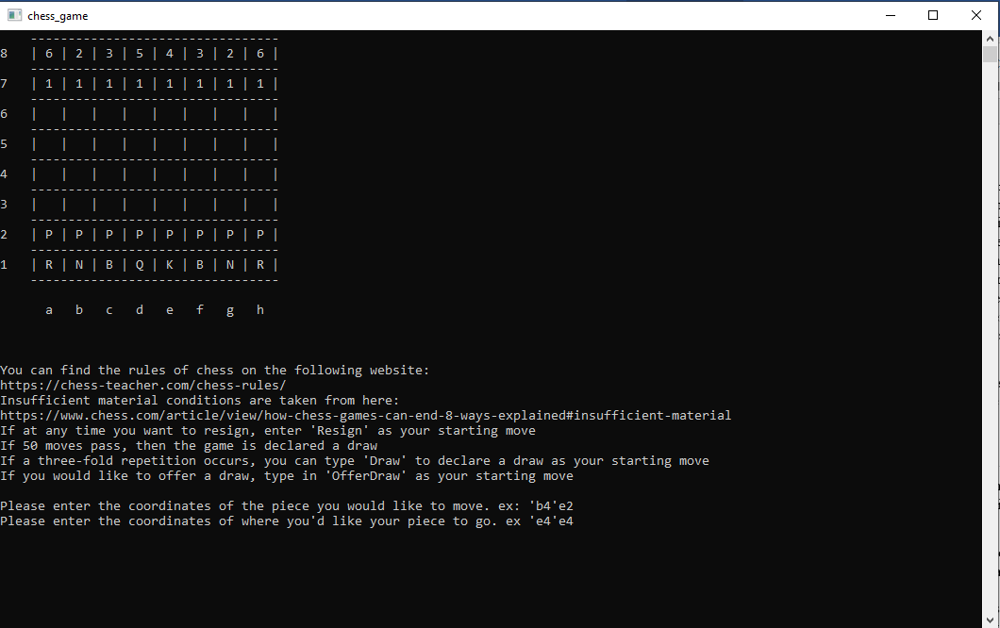 chess_game
---------------------------------
8 | 6 | 2 | 3 | 5 | 4 | 3 | 2 | 6 |
---------------------------------
7 | 1 | 1 | 1 | 1 | 1 | 1 | 1 | 1 |
---------------------------------
6 |   |   |   |   |   |   |   |   |
---------------------------------
5 |   |   |   |   |   |   |   |   |
---------------------------------
4 |   |   |   |   |   |   |   |   |
---------------------------------
3 |   |   |   |   |   |   |   |   |
---------------------------------
2 | P | P | P | P | P | P | P | P |
---------------------------------
1 | R | N | B | Q | K | B | N | R |
---------------------------------
a b c d e f g h
You can find the rules of chess on the following website:
https://chess-teacher.com/chess-rules/
Insufficient material conditions are taken from here:
https://www.chess.com/article/view/how-chess-games-can-end-8-ways-explained#insufficient-material
If at any time you want to resign, enter 'Resign' as your starting move
If 50 moves pass, then the game is declared a draw
If a three-fold repetition occurs, you can type 'Draw' to declare a draw as your starting move
If you would like to offer a draw, type in 'OfferDraw' as your starting move
Please enter the coordinates of the piece you would like to move. ex: 'b4'e2
Please enter the coordinates of where you'd like your piece to go. ex 'e4'e4